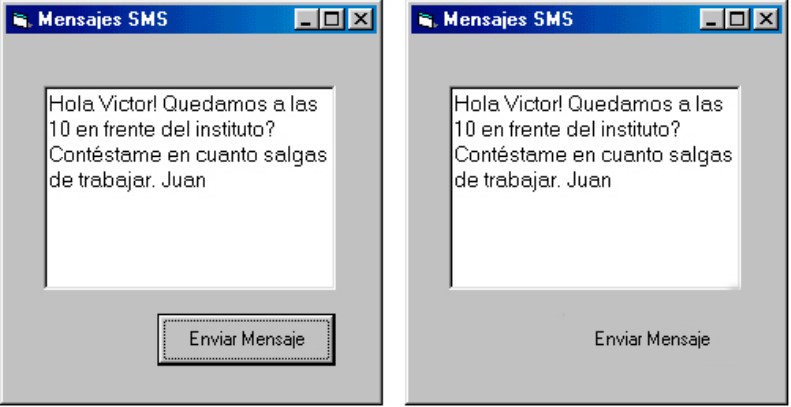 Mensajes SMS
Hola Victor! Quedamos a las
10 en frente del instituto?
Contéstame en cuanto salgas
de trabajar. Juan
Enviar Mensaje
Mensajes SMS
Hola Victor! Quedamos a las
10 en frente del instituto?
Contéstame en cuanto salgas
de trabajar. Juan
Enviar Mensaje